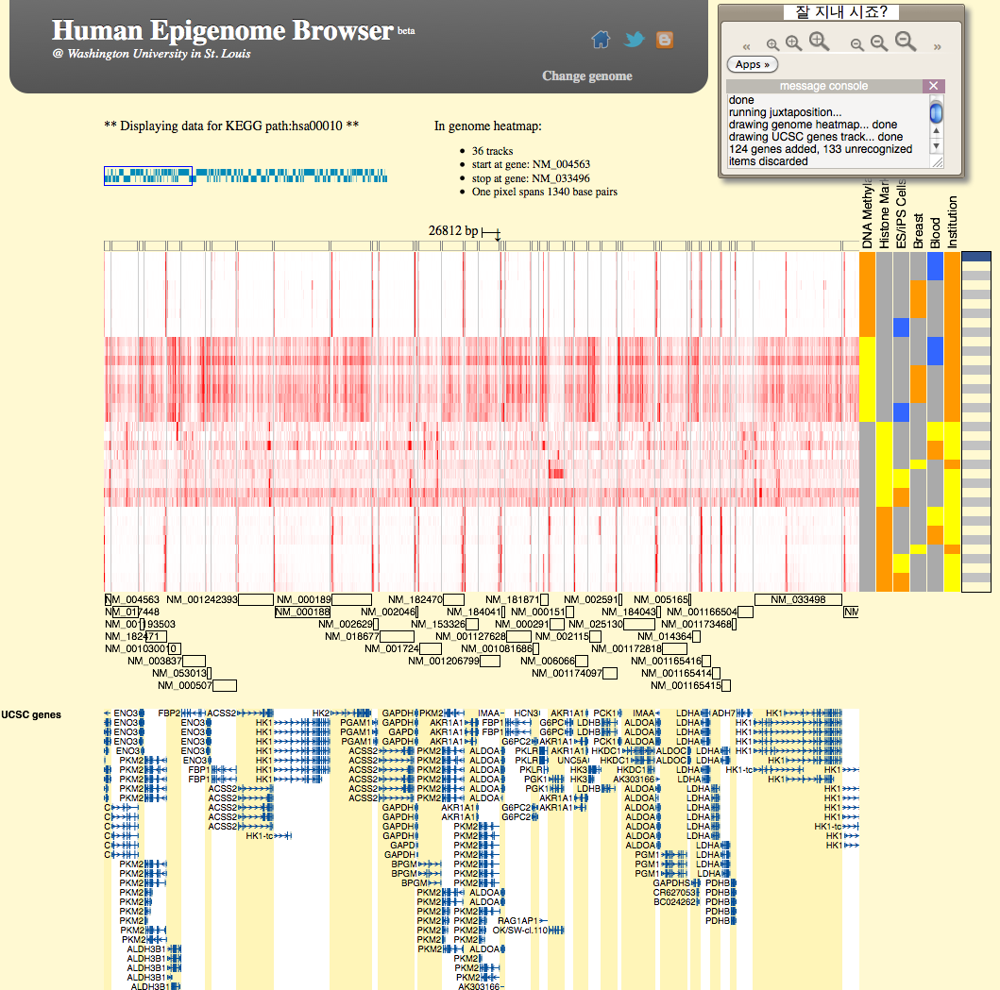 Human Epigenome Browser beta
@ Washington University in St. Louis
Change genome
잘 지내 시죠?
« »
Apps »
message console
done
running juxtaposition...
drawing genome heatmap... done
drawing UCSC genes track... done
124 genes added, 133 unrecognized
items discarded
** Displaying data for KEGG path:hsa00010 **
In genome heatmap:
36 tracks
start at gene: NM_004563
stop at gene: NM_033496
One pixel spans 1340 base pairs
26812 bp
DNA Methyla
Histone Mar
ES/iPS Cells
Breast
Blood
Institution
NM_004563 NM_001242393 NM_000189 NM_182470 NM_181871 NM_002591 NM_005165 NM_033498
NM_017448 NM_000188 NM_002046 NM_184041 NM_000151 NM_184043 NM_001166504 NM
NM_001193503 NM_002629 NM_153326 NM_000291 NM_025130 NM_001173468
NM_182471 NM_018677 NM_001127628 NM_002115 NM_014364
NM_001030010 NM_001724 NM_001081686 NM_001172818
NM_003837 NM_001206799 NM_006066 NM_001165416
NM_053013 NM_001174097 NM_001165414
NM_000507 NM_001165415
UCSC genes
ENO3 FBP2 ACSS2 HK2 GAPDH PKM2 IMAA HCN3 AKR1A1 PCK1 IMAA LDHA ADH7 HK1
ENO3 ENO3 HK1 PGAM1 GAPDH AKR1A1 FBP1 G6PC LDHB ALDOA LDHA HK1
ENO3 ENO3 HK1 PGAM1 GAPD AKR1A1 FBP1 G6PC LDHB ALDOA LDHA HK1
ENO3 ENO3 HK1 PGAM1 GAPDH AKR1A1 G6PC2 AKR1A1 PCK1 ALDOA LDHA HK1
ENO3 ENO3 HK1 ACSS2 PKM2 ALDOA PKLR AKR1A1 HKDC1 ALDOC LDHA HK1
PKM2 ENO3 HK1 ACSS2 PKM2 ALDOA PKLR UNC5A HKDC1 ALDOC LDHA HK1
PKM2 FBP1 HK1 ACSS2 PKM2 ALDOA PKLR HK3 HKDC1 LDHA HK1-tc HK1
PKM2 FBP1 HK1 ACSS2 PKM2 ALDOA PGK1 HK3 AK303166 LDHA HK1
PKM2 ACSS2 ACSS2 PKM2 ALDOA PGK1 LDHB ALDOA LDHA HK1
PKM2 ACSS2 ACSS2 PKM2 ALDOA AKR1A1 ALDOA LDHA HK1
C ACSS2 GAPDH AKR1A1 G6PC2 AKR1A1 ALDOA LDHA HK1
C ACSS2 GAPDH AKR1A1 G6PC2 ALDOA LDHA HK1
C ACSS2 GAPDH PKM2 ALDOA LDHA HK1-tc
C HK1-tc GAPDH PKM2 ALDOA LDHA HK1
C GAPD PKM2 ALDOA LDHA HK1
C GAPDH PKM2 PGM1 LDHA
PKM2 BPGM PKM2 PGM1 LDHA
PKM2 BPGM PKM2 PGM1 LDHA
PKM2 BPGM PKM2 GAPDHS PDHB
PKM2 PKM2 PKM2 ALDOA CR627053 PDHB
PKM2 PKM2 PKM2 ALDOA BC024262 PDHB
PKM2 PKM2 PKM2 PDHB
PKM2 PKM2 PKM2 RAG1AP1 PDHB
PKM2 PKM2 PKM2 OK/SW-cl.110
PKM2 PKM2 PKM2
ALDH3B1 PKM2 ALDOA
ALDH3B1 PKM2
ALDH3B1 PKM2
ALDH3B1 PKM2
ALDH3B1 AK303166